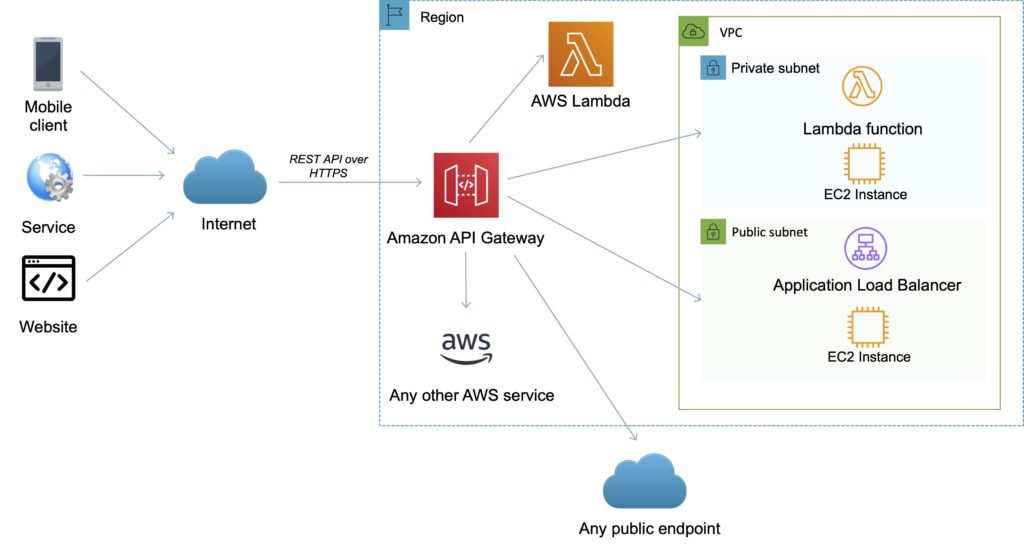 Region
VPC
Mobile
client
Service
Website
Internet
REST API over
HTTPS
AWS Lambda
Amazon API Gateway
aws
Any other AWS service
Private subnet
Lambda function
EC2 Instance
Public subnet
Application Load Balancer
EC2 Instance
Any public endpoint